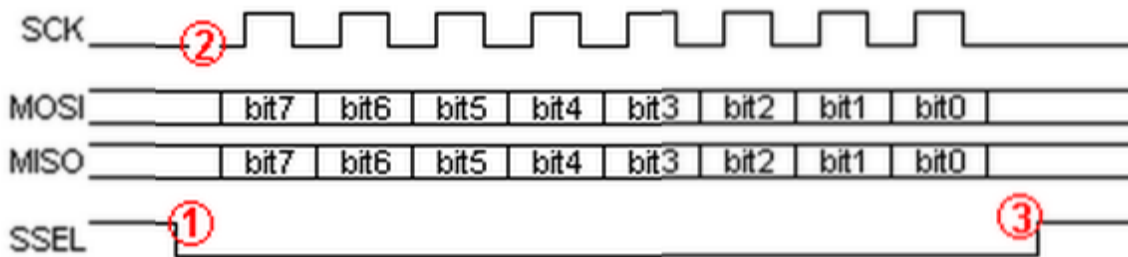 SCK ②
MOSI bit7 bit6 bit5 bit4 bit3 bit2 bit1 bit0
MISO bit7 bit6 bit5 bit4 bit3 bit2 bit1 bit0
SSEL ① ③